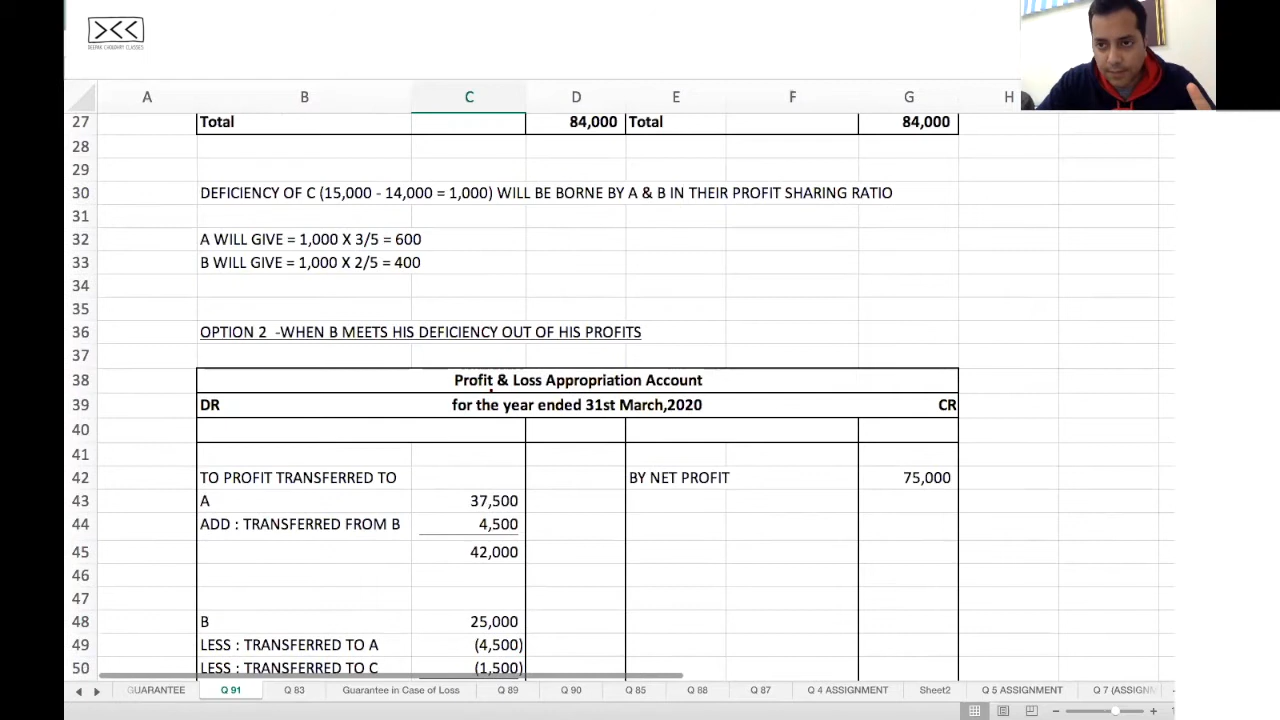 DEEPAK CHOUDHARY CLASSES
A B C D E F G H
27 Total 84,000 Total 84,000
28
29
30 DEFICIENCY OF C (15,000 - 14,000 = 1,000) WILL BE BORNE BY A & B IN THEIR PROFIT SHARING RATIO
31
32 A WILL GIVE = 1,000 X 3/5 = 600
33 B WILL GIVE = 1,000 X 2/5 = 400
34
35
36 OPTION 2 -WHEN B MEETS HIS DEFICIENCY OUT OF HIS PROFITS
37
38 Profit & Loss Appropriation Account
39 DR for the year ended 31st March,2020 CR
40
41
42 TO PROFIT TRANSFERRED TO BY NET PROFIT 75,000
43 A 37,500
44 ADD : TRANSFERRED FROM B 4,500
45 42,000
46
47
48 B 25,000
49 LESS : TRANSFERRED TO A (4,500)
50 LESS : TRANSFERRED TO C (1,500)
GUARANTEE Q 91 Q 83 Guarantee in Case of Loss Q 89 Q 90 Q 85 Q 88 Q 87 Q 4 ASSIGNMENT Sheet2 Q 5 ASSIGNMENT Q 7 (ASSIGNM